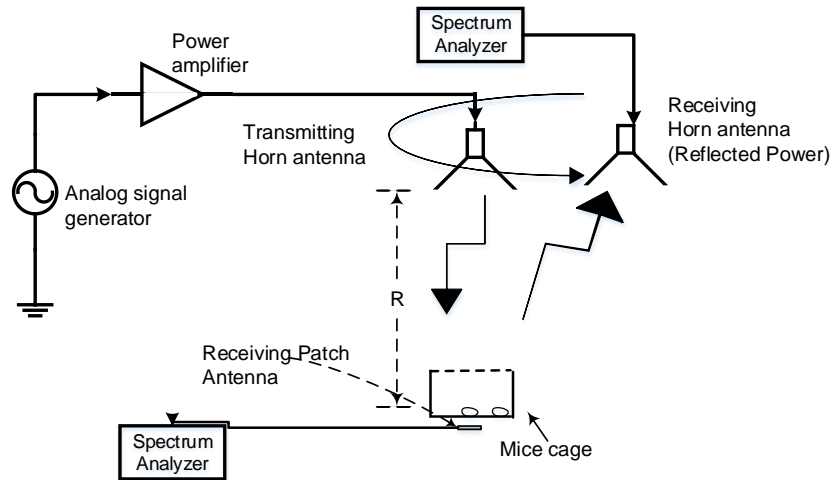 Spectrum
Analyzer
Power
amplifier
Transmitting
Horn antenna
Receiving
Horn antenna
(Reflected Power)
Analog signal
generator
R
Receiving Patch
Antenna
Spectrum
Analyzer
Mice cage